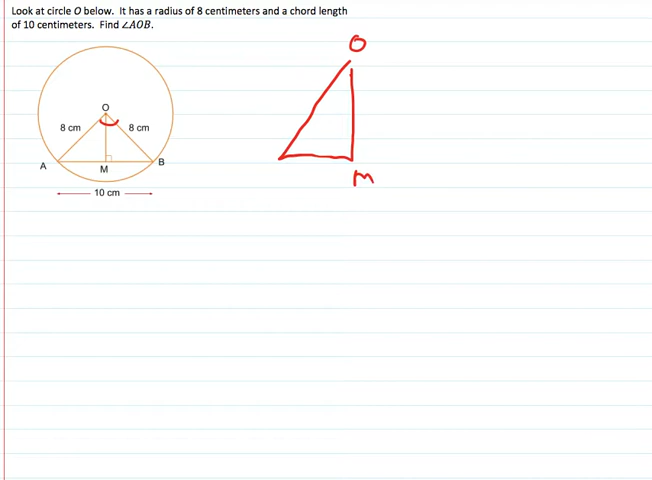 Look at circle O below. It has a radius of 8 centimeters and a chord length
of 10 centimeters. Find ∠AOB.
O
O
8 cm
8 cm
A
M
B
M
10 cm